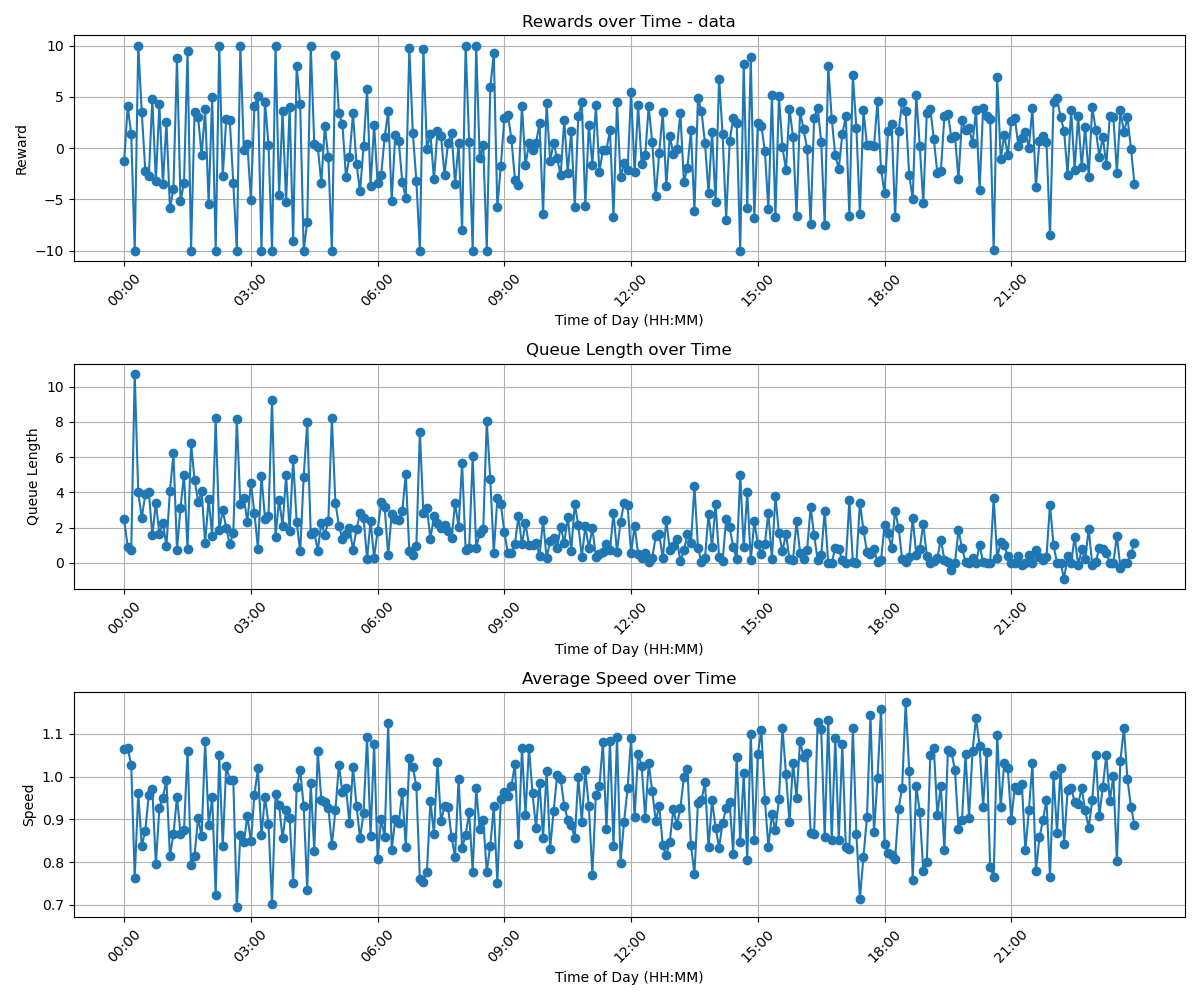 Rewards over Time - data
10
5
0
−5
−10
Reward
00:00 03:00 06:00 09:00 12:00 15:00 18:00 21:00
Time of Day (HH:MM)
Queue Length over Time
10
8
6
4
2
0
Queue Length
00:00 03:00 06:00 09:00 12:00 15:00 18:00 21:00
Time of Day (HH:MM)
Average Speed over Time
1.1
1.0
0.9
0.8
0.7
Speed
00:00 03:00 06:00 09:00 12:00 15:00 18:00 21:00
Time of Day (HH:MM)